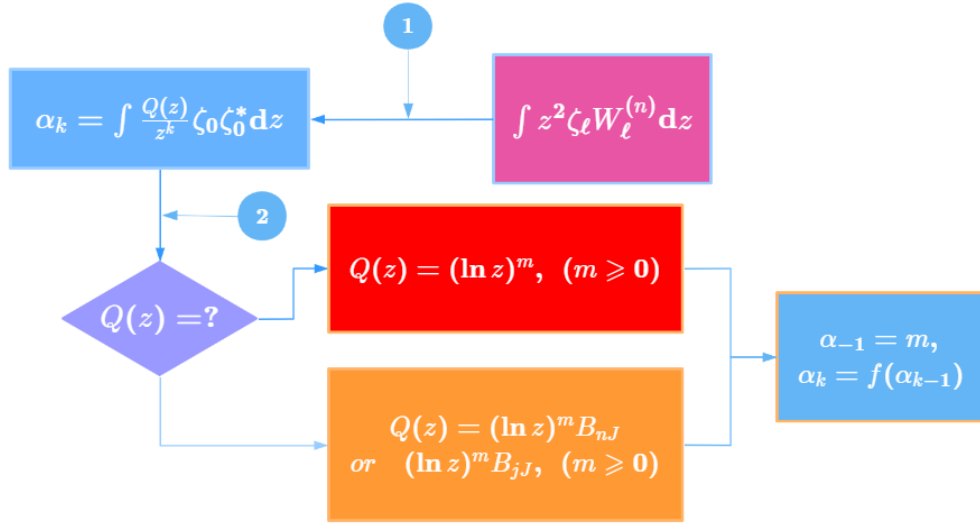 1
α_k = ∫ Q(z)/z^k ζ_0 ζ_0^* dz
∫ z^2 ζ_ℓ W_ℓ^(n) dz
2
Q(z) = (ln z)^m, (m ⩾ 0)
Q(z) =?
α_{-1} = m,
α_k = f(α_{k-1})
Q(z) = (ln z)^m B_{nJ}
or (ln z)^m B_{jJ}, (m ⩾ 0)